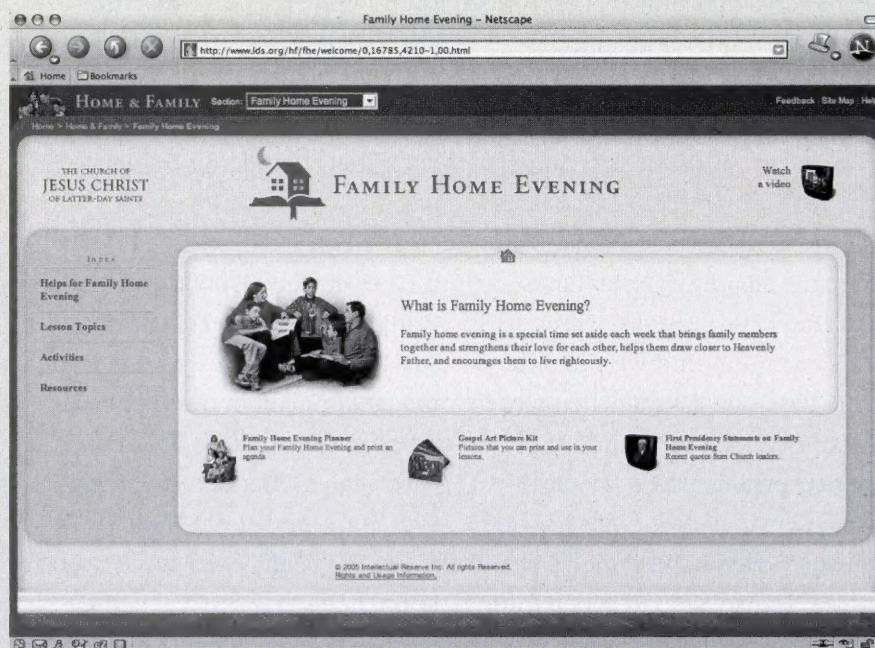 Family Home Evening – Netscape
http://www.lds.org/hf/fhe/welcome/0,16785,4210-1,00.html
N
Home Bookmarks
HOME & FAMILY Section: Family Home Evening
Feedback Site Map Help
Home > Home & Family > Family Home Evening
THE CHURCH OF
JESUS CHRIST
OF LATTER-DAY SAINTS
FAMILY HOME EVENING
Watch
a video
INDEX
Helps for Family Home
Evening
Lesson Topics
Activities
Resources
What is Family Home Evening?
Family home evening is a special time set aside each week that brings family members
together and strengthens their love for each other, helps them draw closer to Heavenly
Father, and encourages them to live righteously.
Family Home Evening Planner
Plan your Family Home Evening and print an
agenda
Gospel Art Picture Kit
Pictures that you can print and use in your
lessons.
First Presidency Statements on Family
Home Evening
Recent quotes from Church leaders.
© 2005 Intellectual Reserve Inc. All rights Reserved.
Rights and Usage Information.